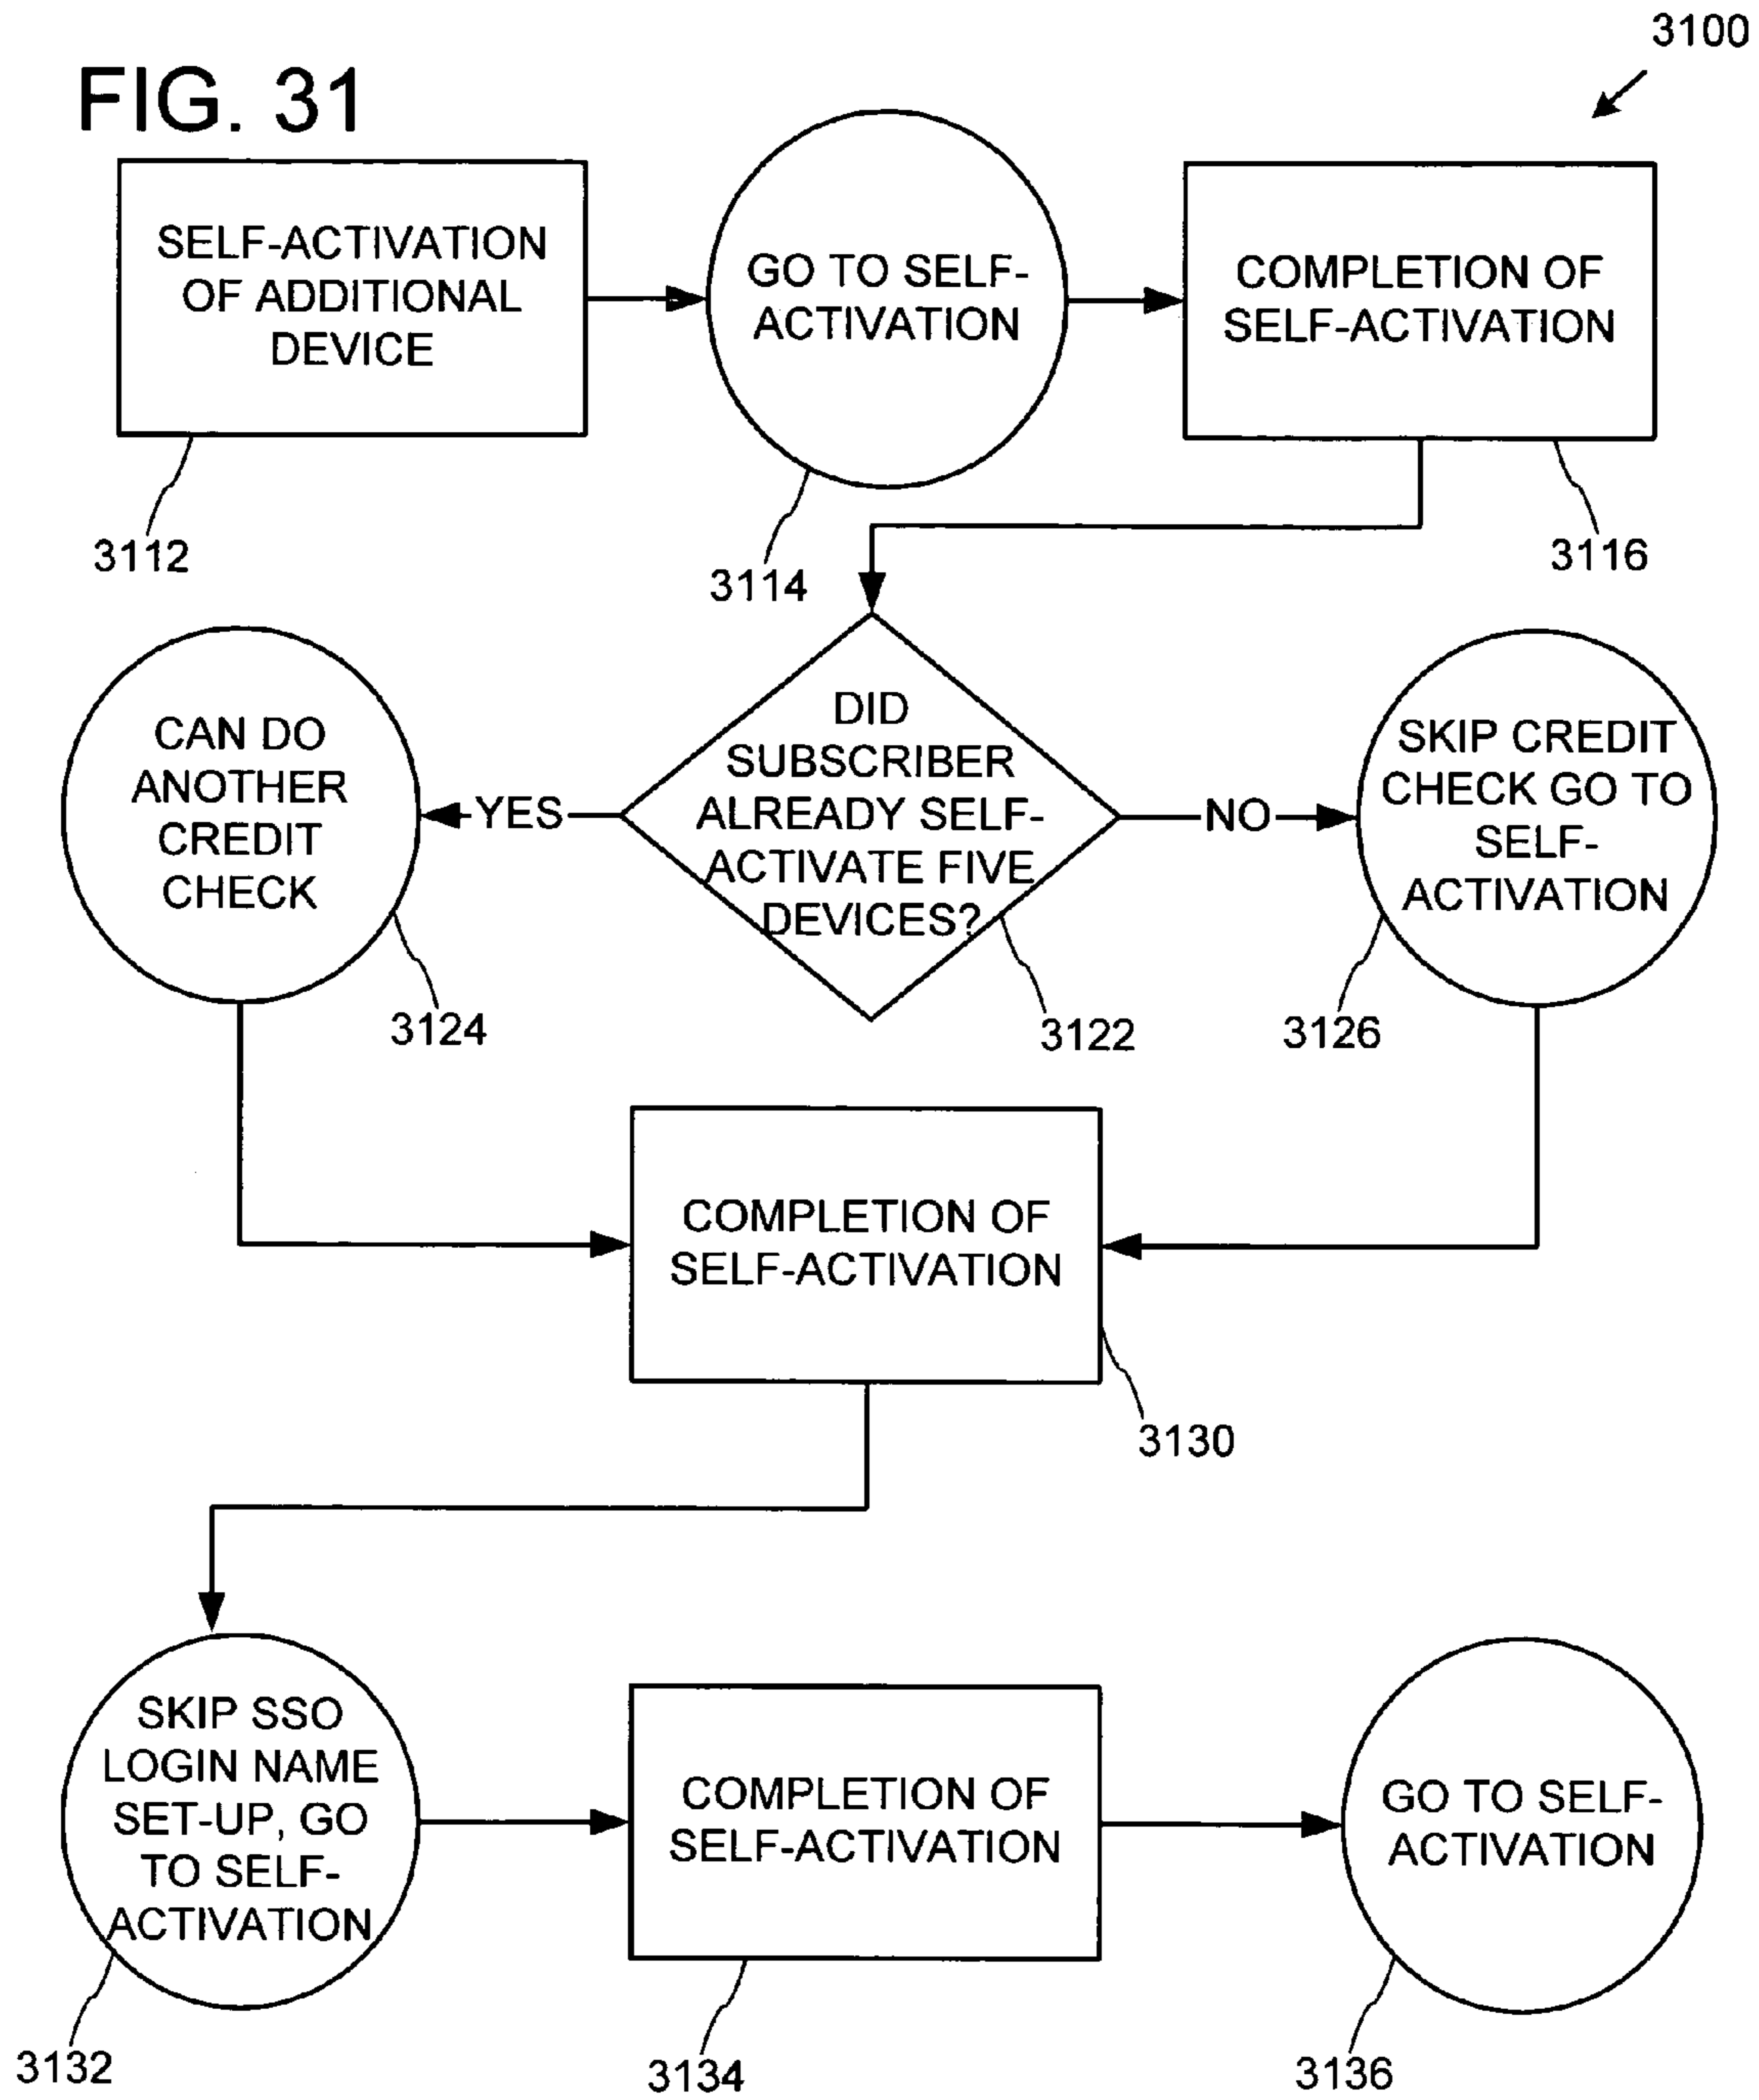 3100
FIG. 31
SELF-ACTIVATION
OF ADDITIONAL
DEVICE
GO TO SELF-
ACTIVATION
COMPLETION OF
SELF-ACTIVATION
3112
3114
3116
CAN DO
ANOTHER
CREDIT
CHECK
YES
DID
SUBSCRIBER
ALREADY SELF-
ACTIVATE FIVE
DEVICES?
NO
SKIP CREDIT
CHECK GO TO
SELF-
ACTIVATION
3124
3122
3126
COMPLETION OF
SELF-ACTIVATION
3130
SKIP SSO
LOGIN NAME
SET-UP, GO
TO SELF-
ACTIVATION
COMPLETION OF
SELF-ACTIVATION
GO TO SELF-
ACTIVATION
3132
3134
3136